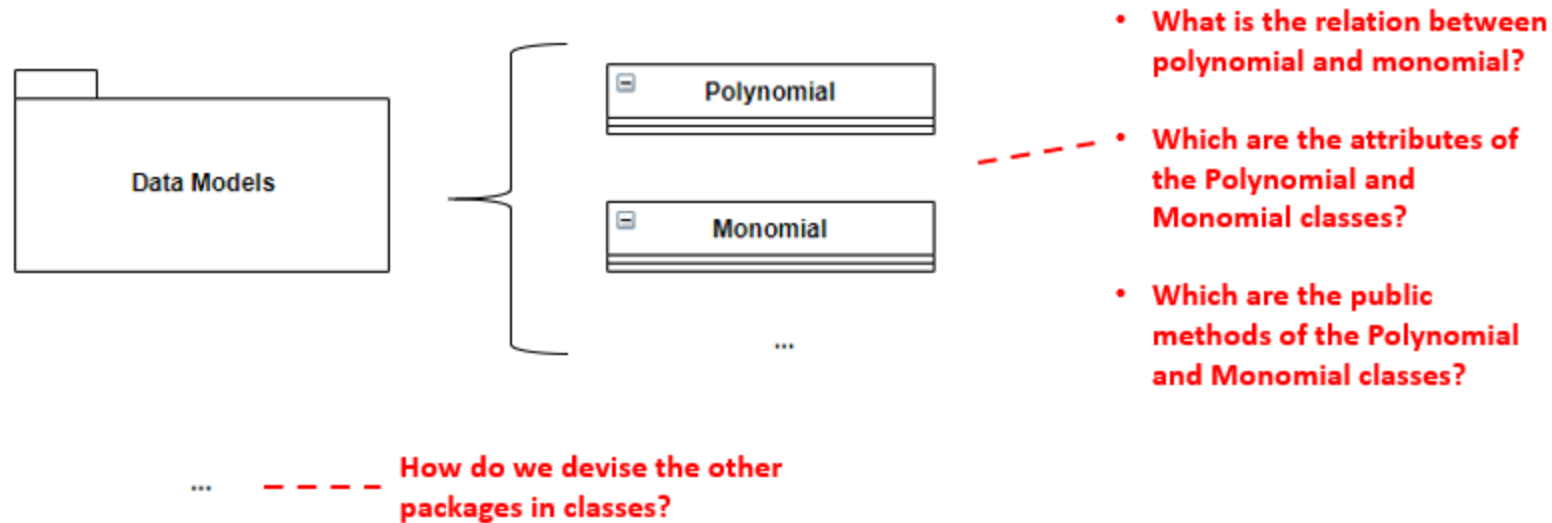 Data Models
Polynomial
Monomial
...
• What is the relation between
polynomial and monomial?
• Which are the attributes of
the Polynomial and
Monomial classes?
• Which are the public
methods of the Polynomial
and Monomial classes?
...
How do we devise the other
packages in classes?